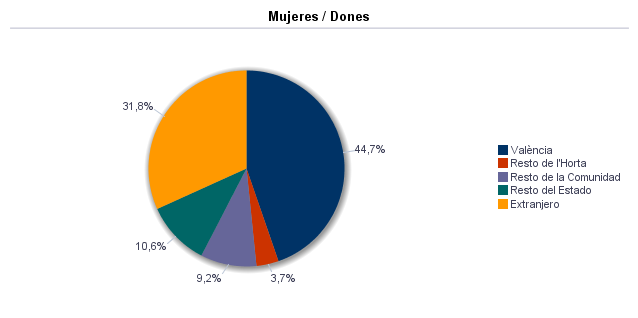 Mujeres / Dones
31,8%
44,7%
10,6%
9,2%
3,7%
València
Resto de l'Horta
Resto de la Comunidad
Resto del Estado
Extranjero